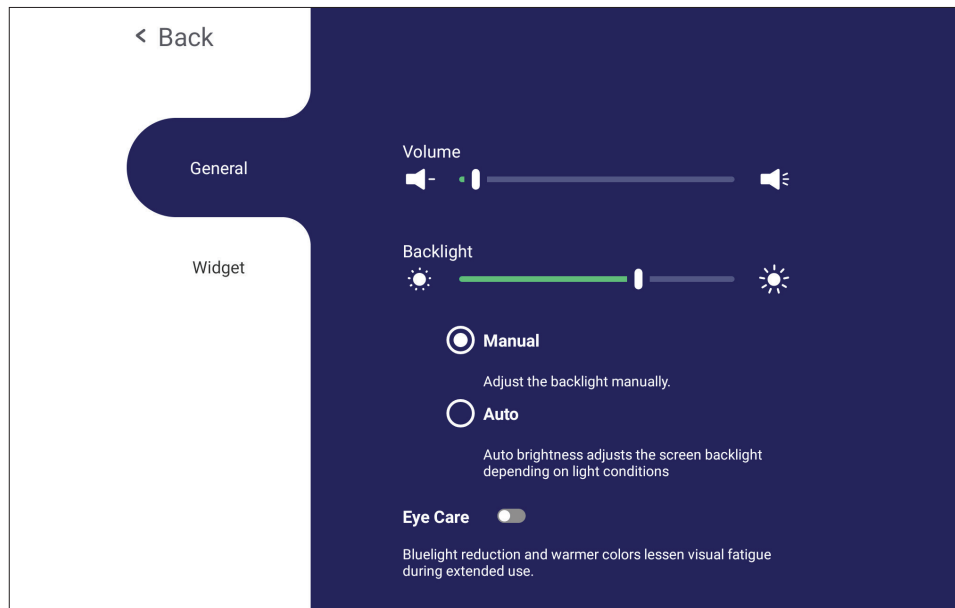 Back
General
Widget
Volume
Backlight
Manual
Adjust the backlight manually.
Auto
Auto brightness adjusts the screen backlight
depending on light conditions
Eye Care
Bluelight reduction and warmer colors lessen visual fatigue
during extended use.